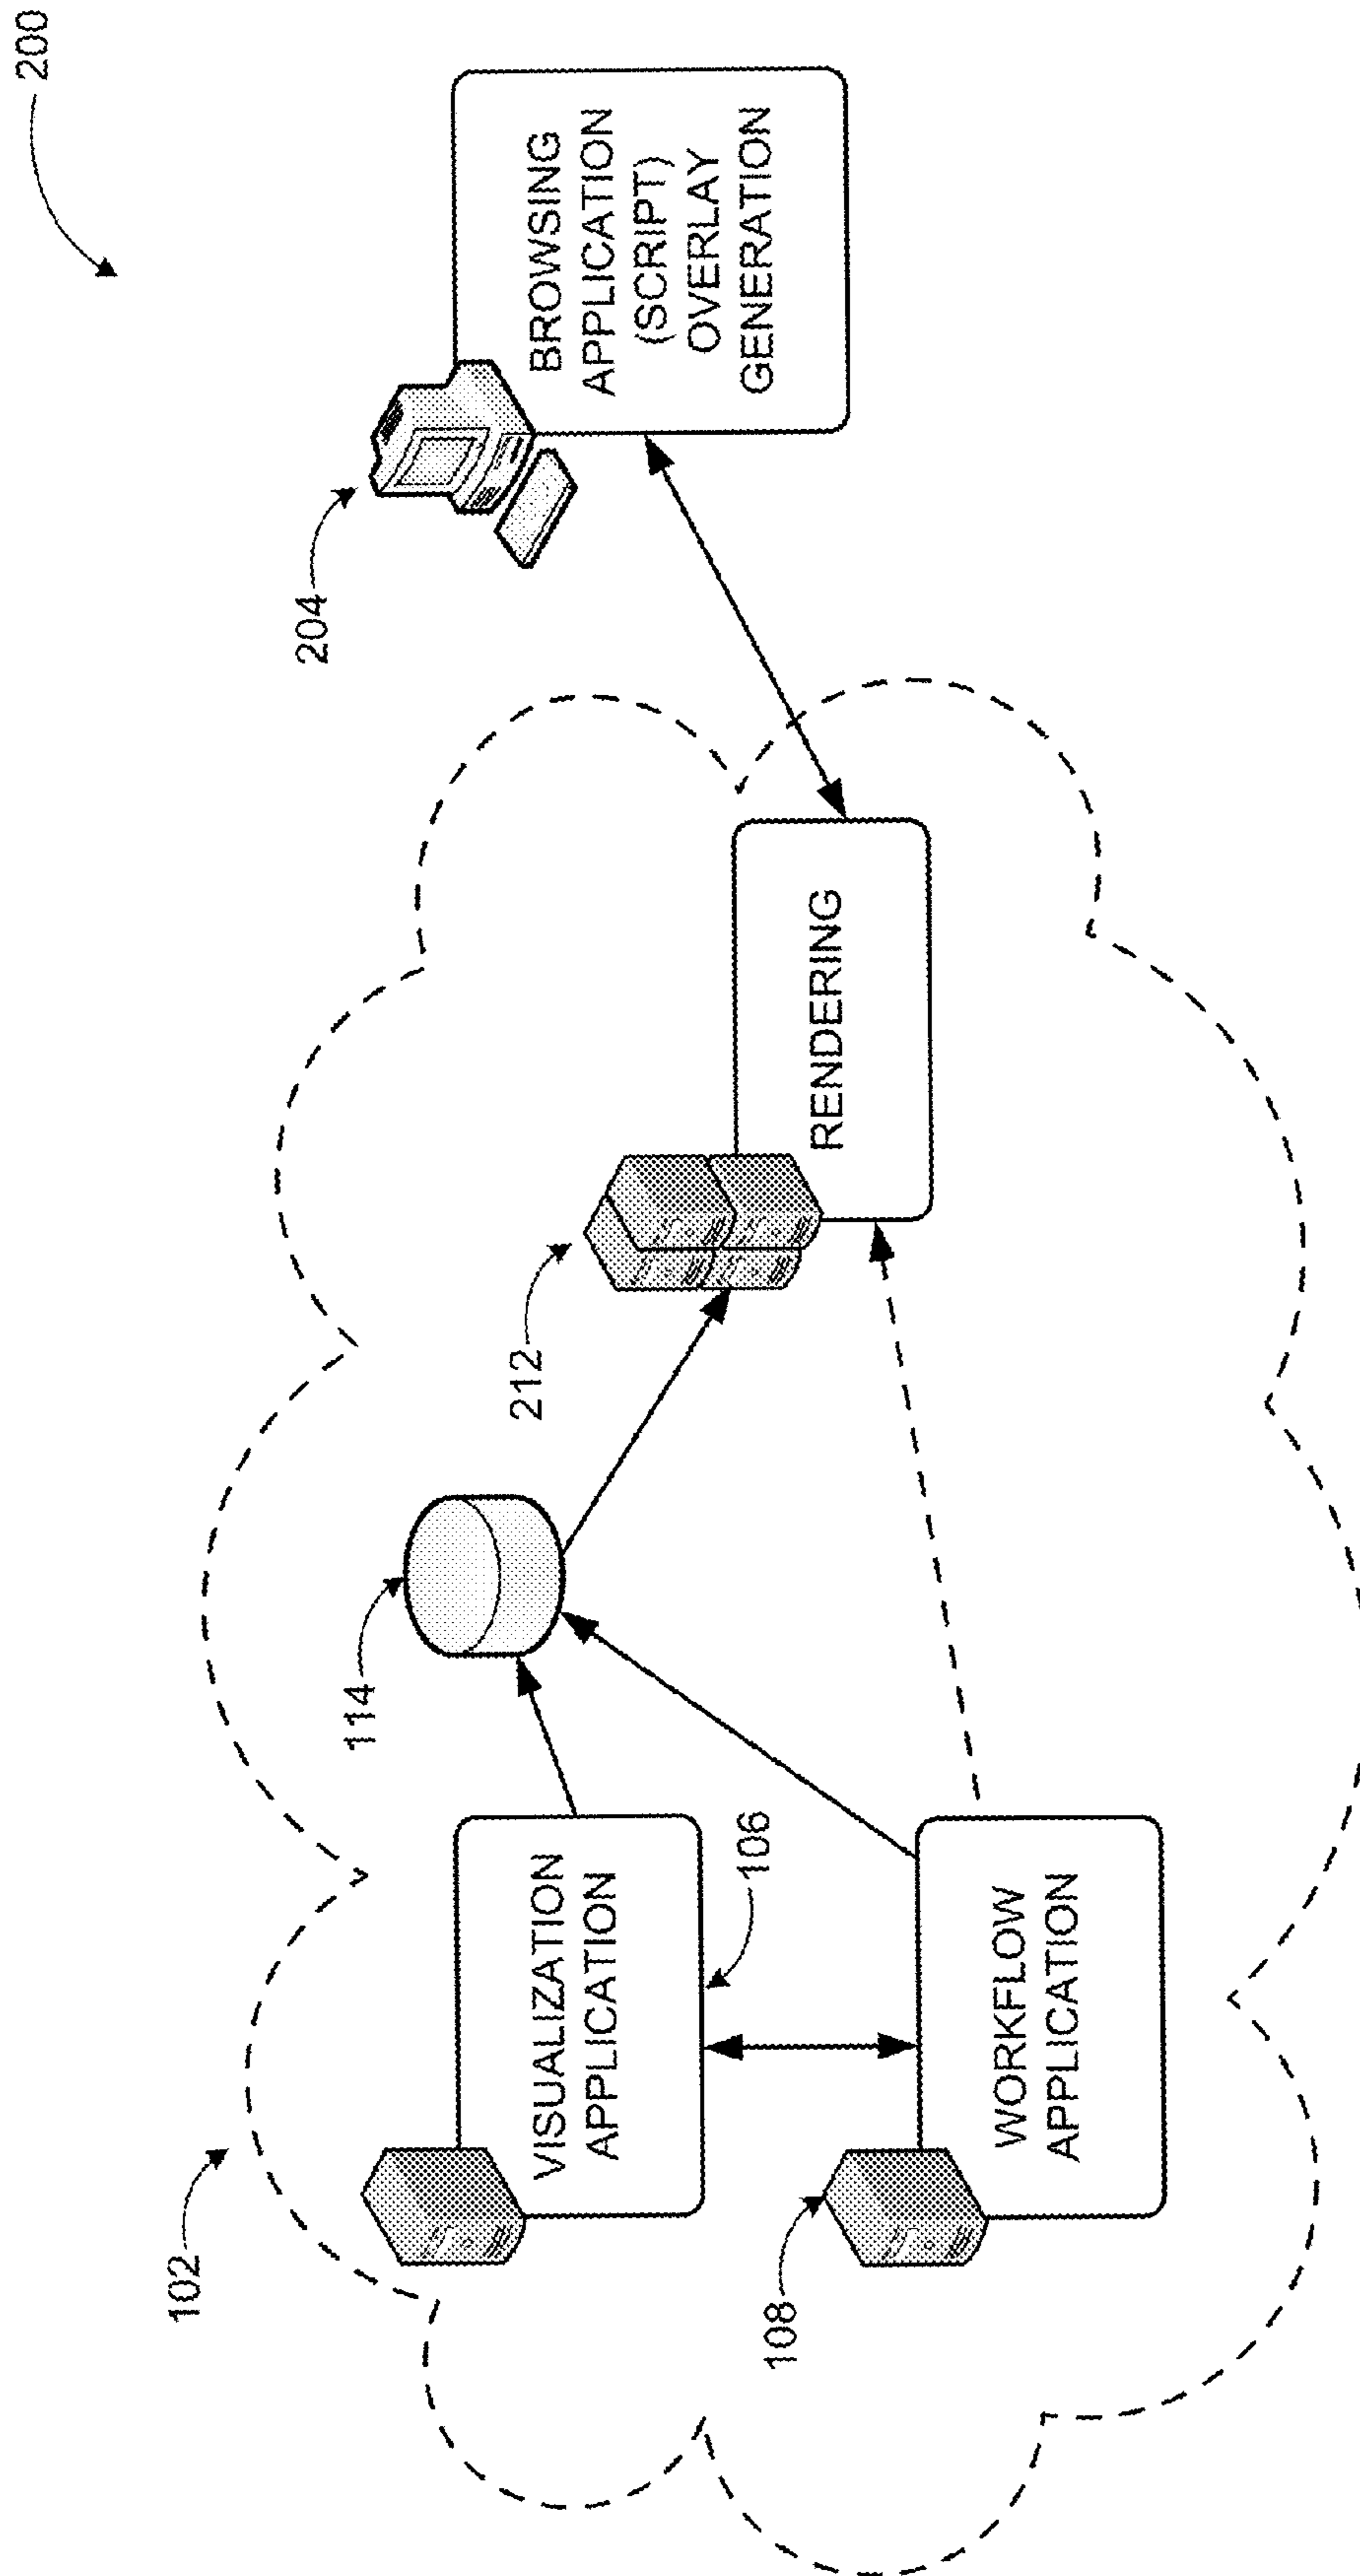 200
102
VISUALIZATION
APPLICATION
106
108
WORKFLOW
APPLICATION
114
212
RENDERING
204
BROWSING
APPLICATION
(SCRIPT)
OVERLAY
GENERATION